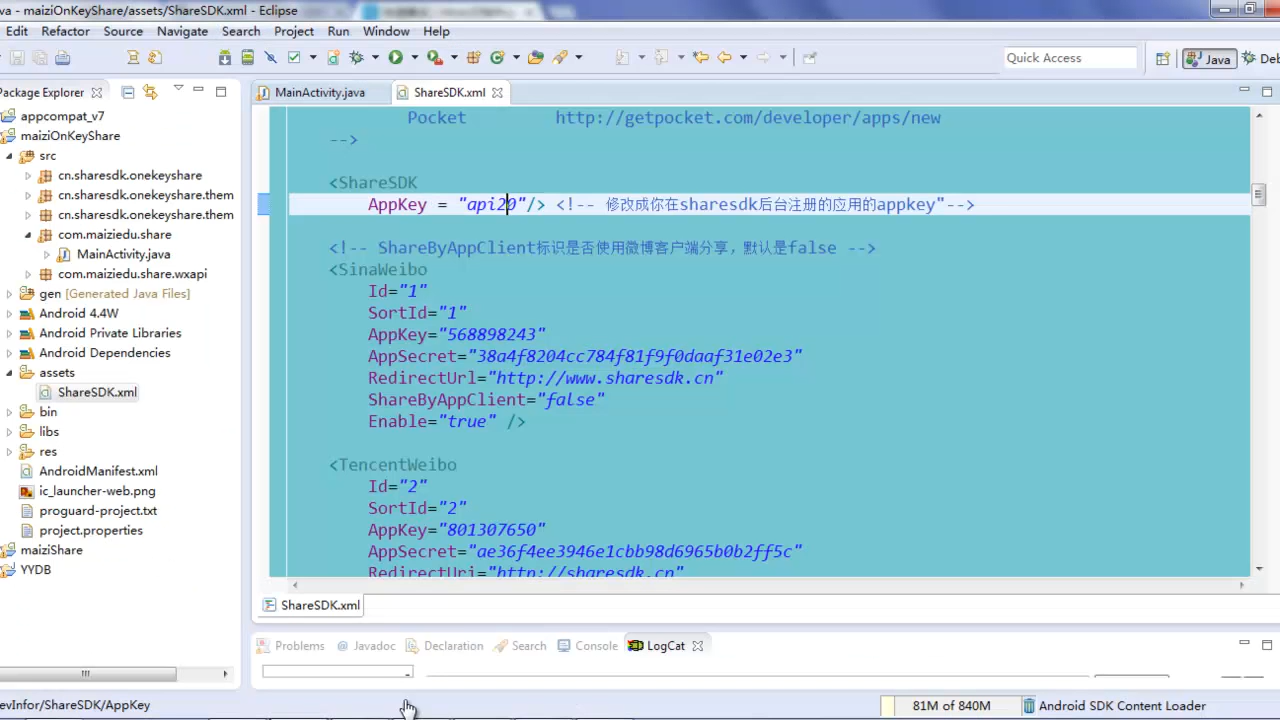 va - maiziOnKeyShare/assets/ShareSDK.xml - Eclipse
Edit Refactor Source Navigate Search Project Run Window Help
Quick Access
Java
Deb
Package Explorer
MainActivity.java
ShareSDK.xml
appcompat_v7
maiziOnKeyShare
src
cn.sharesdk.onekeyshare
cn.sharesdk.onekeyshare.them
cn.sharesdk.onekeyshare.them
com.maiziedu.share
MainActivity.java
com.maiziedu.share.wxapi
gen [Generated Java Files]
Android 4.4W
Android Private Libraries
Android Dependencies
assets
ShareSDK.xml
bin
libs
res
AndroidManifest.xml
ic_launcher-web.png
proguard-project.txt
project.properties
maiziShare
YYDB
Pocket http://getpocket.com/developer/apps/new
-->
<ShareSDK
AppKey = "api20"/> <!-- 修改成你在sharesdk后台注册的应用的appkey"-->
<!-- ShareByAppClient标识是否使用微博客户端分享，默认是false -->
<SinaWeibo
Id="1"
SortId="1"
AppKey="568898243"
AppSecret="38a4f8204cc784f81f9f0daaf31e02e3"
RedirectUrl="http://www.sharesdk.cn"
ShareByAppClient="false"
Enable="true" />
<TencentWeibo
Id="2"
SortId="2"
AppKey="801307650"
AppSecret="ae36f4ee3946e1cbb98d6965b0b2ff5c"
RedirectUri="http://sharesdk.cn"
ShareSDK.xml
Problems @ Javadoc Declaration Search Console LogCat
evInfor/ShareSDK/AppKey
81M of 840M
Android SDK Content Loader